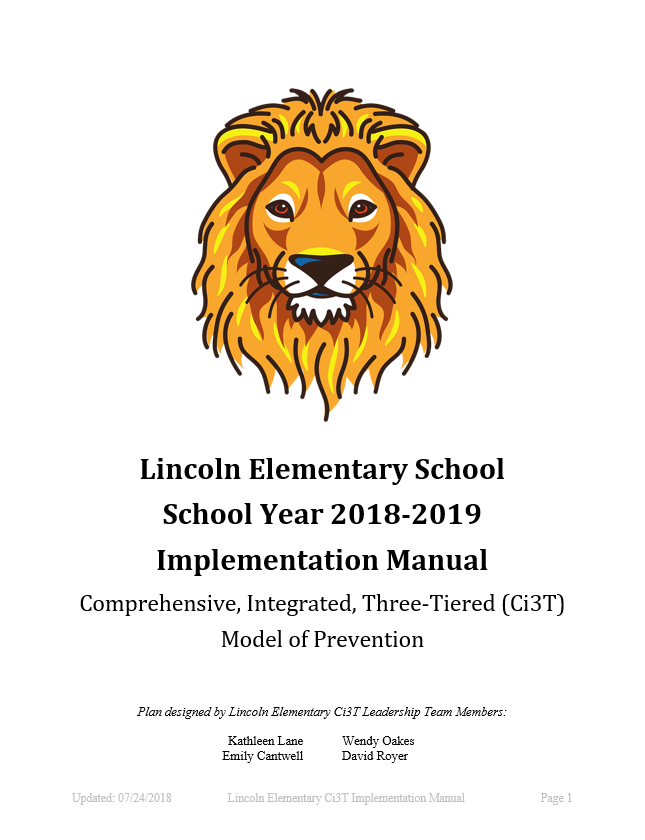 Lincoln Elementary School
School Year 2018-2019
Implementation Manual
Comprehensive, Integrated, Three-Tiered (Ci3T)
Model of Prevention
Plan designed by Lincoln Elementary Ci3T Leadership Team Members:
Kathleen Lane Wendy Oakes
Emily Cantwell David Royer
Updated: 07/24/2018 Lincoln Elementary Ci3T Implementation Manual Page 1